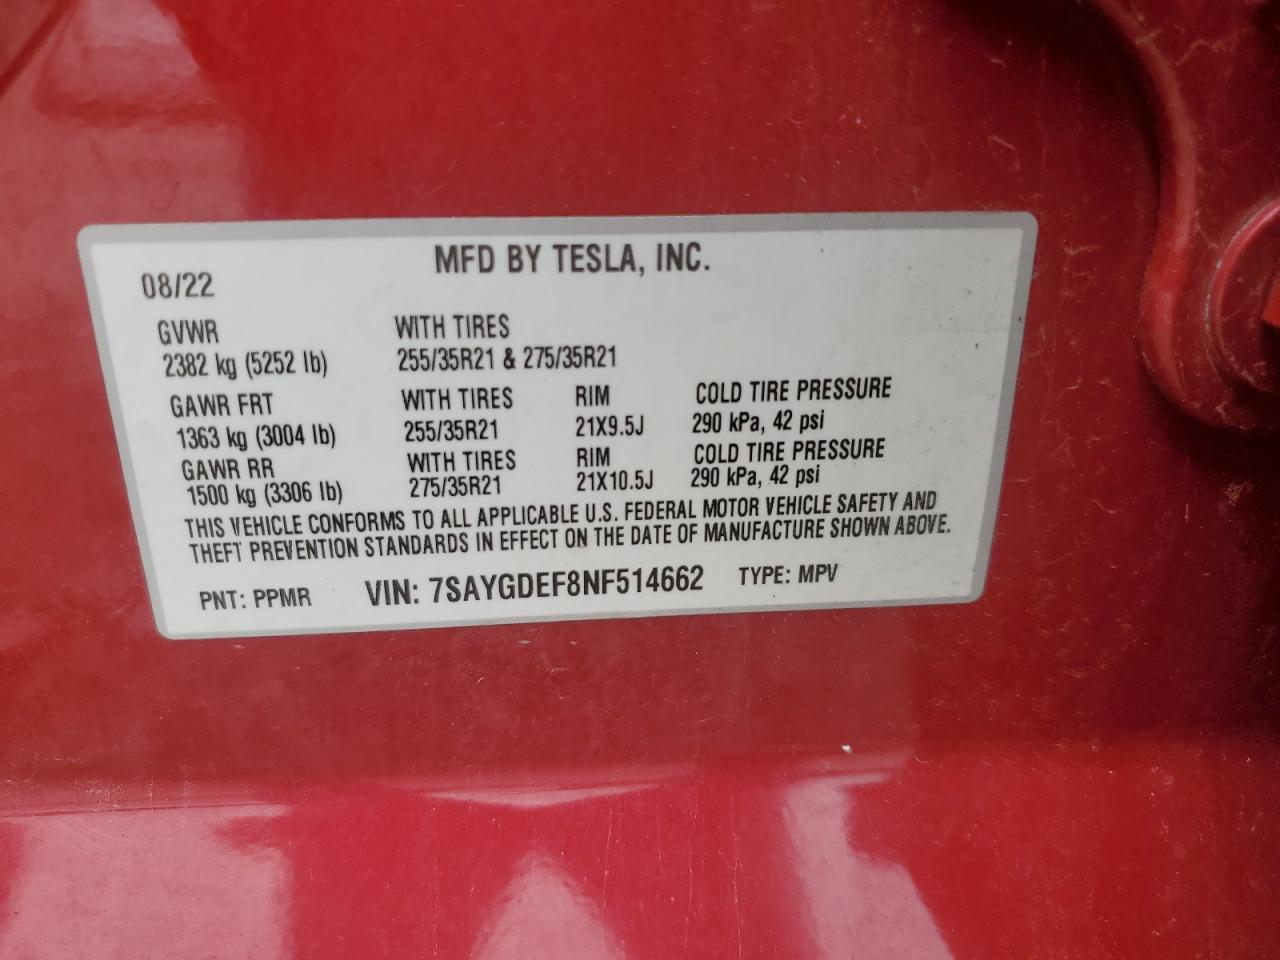 MFD BY TESLA, INC.
08/22
GVWR WITH TIRES
2382 kg (5252 lb) 255/35R21 & 275/35R21
GAWR FRT WITH TIRES RIM COLD TIRE PRESSURE
1363 kg (3004 lb) 255/35R21 21X9.5J 290 kPa, 42 psi
GAWR RR WITH TIRES RIM COLD TIRE PRESSURE
1500 kg (3306 lb) 275/35R21 21X10.5J 290 kPa, 42 psi
THIS VEHICLE CONFORMS TO ALL APPLICABLE U.S. FEDERAL MOTOR VEHICLE SAFETY AND
THEFT PREVENTION STANDARDS IN EFFECT ON THE DATE OF MANUFACTURE SHOWN ABOVE.
PNT: PPMR VIN: 7SAYGDEF8NF514662 TYPE: MPV